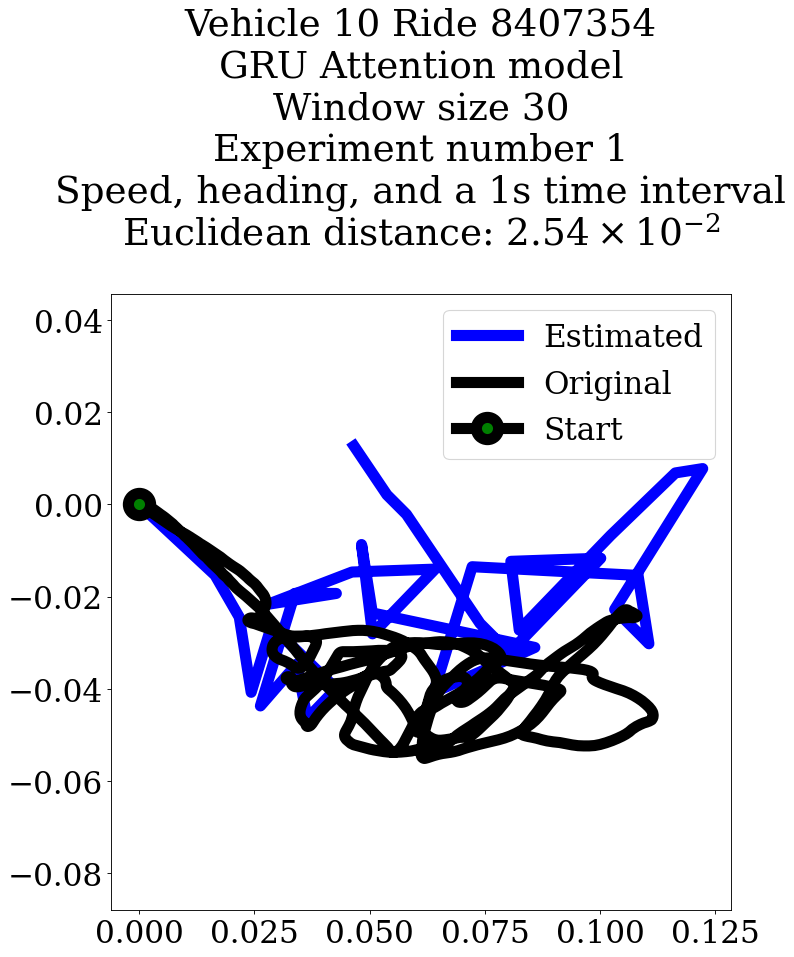 Vehicle 10 Ride 8407354
GRU Attention model
Window size 30
Experiment number 1
Speed, heading, and a 1s time interval
Euclidean distance: 2.54 × 10⁻²
Estimated
Original
Start
0.04
0.02
0.00
−0.02
−0.04
−0.06
−0.08
0.000 0.025 0.050 0.075 0.100 0.125